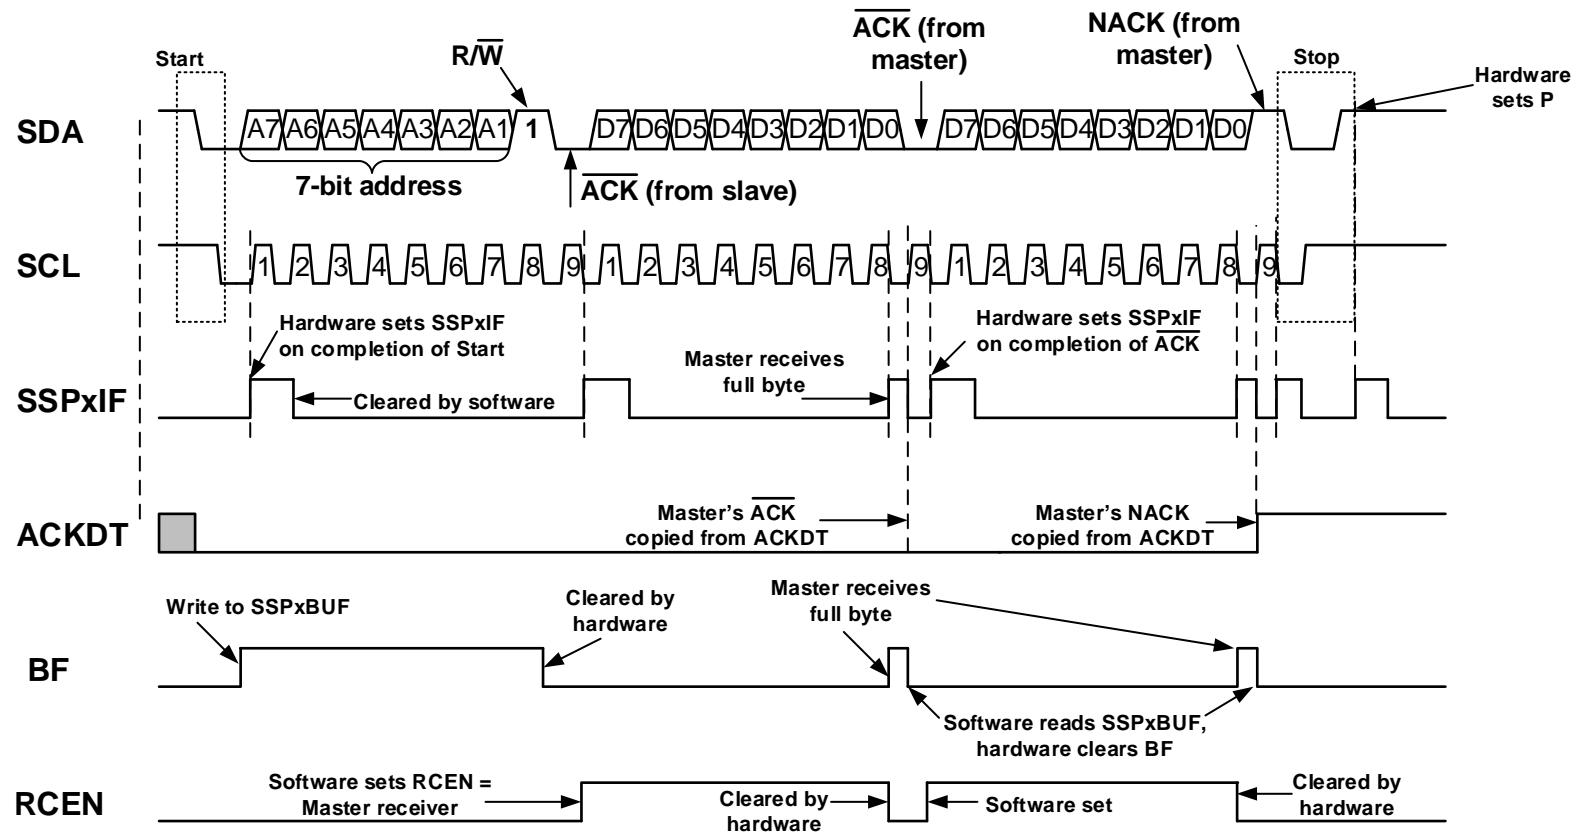 Start
R/W
ACK (from
master)
NACK (from
master)
Stop
Hardware
sets P
SDA
A7 A6 A5 A4 A3 A2 A1 1 D7 D6 D5 D4 D3 D2 D1 D0 D7 D6 D5 D4 D3 D2 D1 D0
7-bit address
ACK (from slave)
SCL
1 2 3 4 5 6 7 8 9 1 2 3 4 5 6 7 8 9 1 2 3 4 5 6 7 8 9
Hardware sets SSPxIF
on completion of Start
Master receives
full byte
Hardware sets SSPxIF
on completion of ACK
SSPxIF
Cleared by software
ACKDT
Master's ACK
copied from ACKDT
Master's NACK
copied from ACKDT
Write to SSPxBUF
Cleared by
hardware
Master receives
full byte
BF
Software reads SSPxBUF,
hardware clears BF
RCEN
Software sets RCEN =
Master receiver
Cleared by
hardware
Software set
Cleared by
hardware